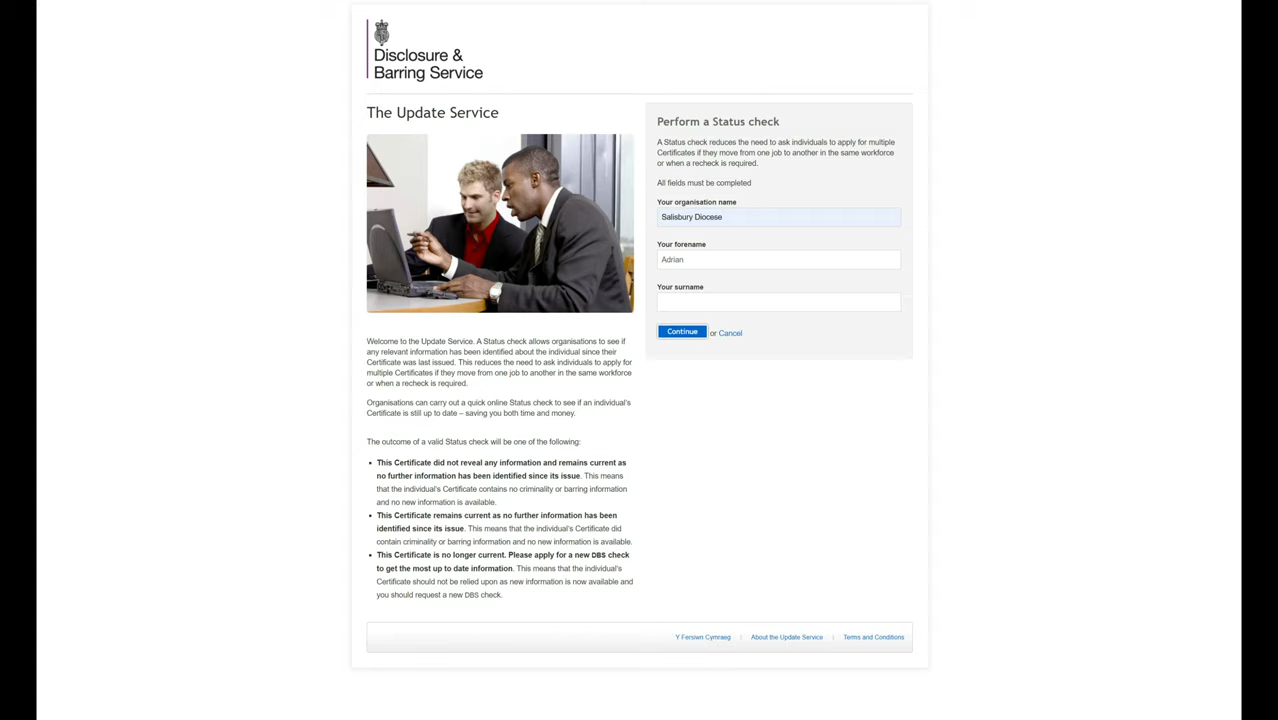 Disclosure &
Barring Service
The Update Service
Welcome to the Update Service. A Status check allows organisations to see if
any relevant information has been identified about the individual since their
Certificate was last issued. This reduces the need to ask individuals to apply for
multiple Certificates if they move from one job to another in the same workforce
or when a recheck is required.
Organisations can carry out a quick online Status check to see if an individual's
Certificate is still up to date – saving you both time and money.
The outcome of a valid Status check will be one of the following:
This Certificate did not reveal any information and remains current as
no further information has been identified since its issue. This means
that the individual's Certificate contains no criminality or barring information
and no new information is available.
This Certificate remains current as no further information has been
identified since its issue. This means that the individual's Certificate did
contain criminality or barring information and no new information is available.
This Certificate is no longer current. Please apply for a new DBS check
to get the most up to date information. This means that the individual's
Certificate should not be relied upon as new information is now available and
you should request a new DBS check.
Perform a Status check
A Status check reduces the need to ask individuals to apply for multiple
Certificates if they move from one job to another in the same workforce
or when a recheck is required.
All fields must be completed
Your organisation name
Salisbury Diocese
Your forename
Adrian
Your surname
Continue or Cancel
Y Fersiwn Cymraeg | About the Update Service | Terms and Conditions